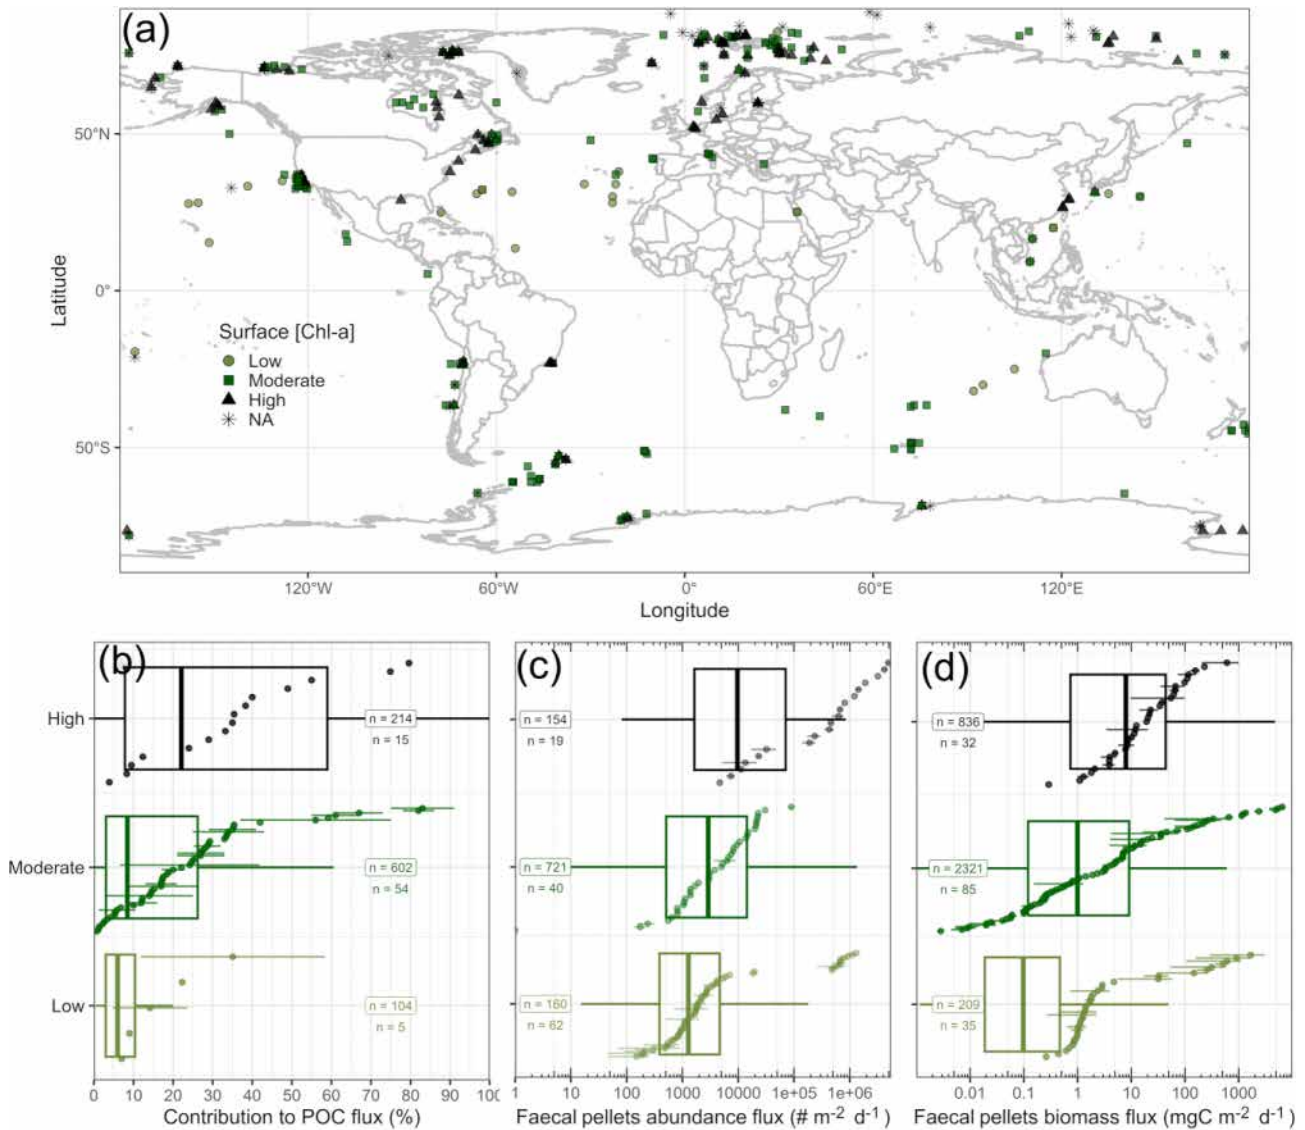 (a)
50°N
0°
50°S
Latitude
Surface [Chl-a]
Low
Moderate
High
NA
120°W
60°W
0°
60°E
120°E
Longitude
(b)
High
Moderate
Low
n = 214
n = 15
n = 602
n = 54
n = 104
n = 5
0 10 20 30 40 50 60 70 80 90 100
Contribution to POC flux (%)
(c)
n = 154
n = 19
n = 721
n = 40
n = 160
n = 62
1 10 100 1000 10000 1e+05 1e+06
Faecal pellets abundance flux (# m⁻² d⁻¹)
(d)
n = 836
n = 32
n = 2321
n = 85
n = 209
n = 35
0.01 0.1 1 10 100 1000
Faecal pellets biomass flux (mgC m⁻² d⁻¹)